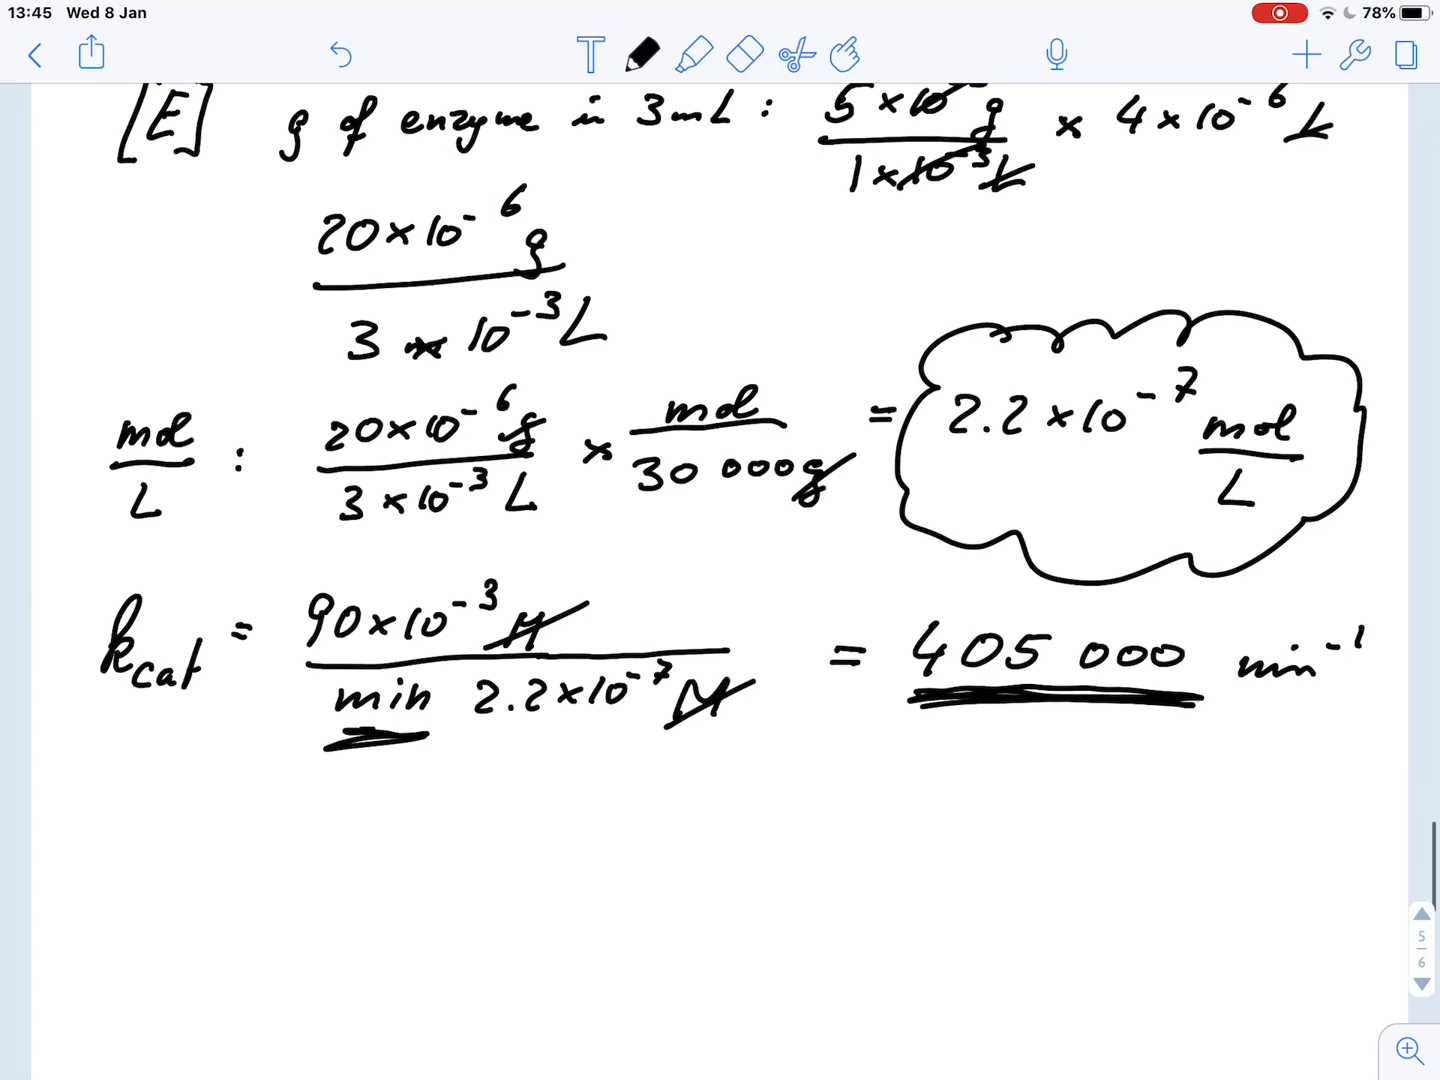 13:45 Wed 8 Jan 78%
T
[E] g of enzyme in 3mL : 5 × 10⁻³ g / 1 × 10⁻³ L × 4 × 10⁻⁶ L
20 × 10⁻⁶ g
3 × 10⁻³ L
mol / L : 20 × 10⁻⁶ g / 3 × 10⁻³ L × mol / 30 000 g = 2.2 × 10⁻⁷ mol / L
kcat = 90 × 10⁻³ M / min 2.2 × 10⁻⁷ M = 405 000 min⁻¹
5
6